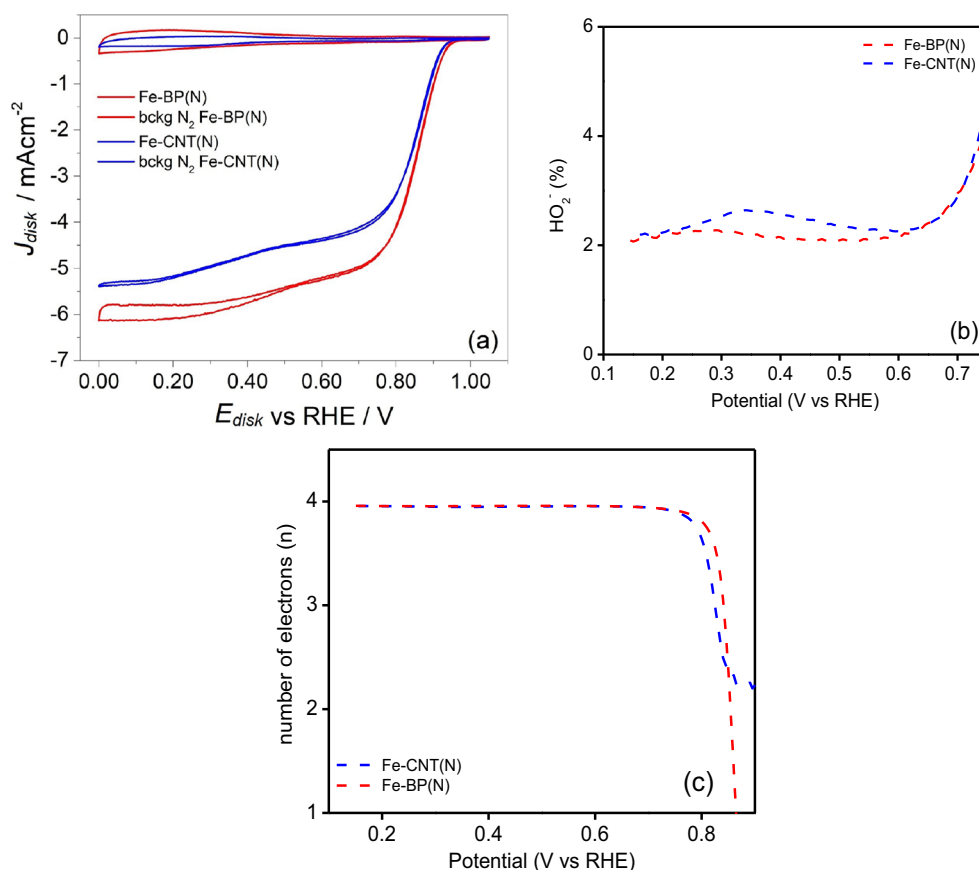 0
-1
-2
-3
-4
-5
-6
-7
J_disk / mAcm⁻²
Fe-BP(N)
bckg N₂ Fe-BP(N)
Fe-CNT(N)
bckg N₂ Fe-CNT(N)
(a)
0.00 0.20 0.40 0.60 0.80 1.00
E_disk vs RHE / V
6
4
2
0
HO₂⁻ (%)
Fe-BP(N)
Fe-CNT(N)
(b)
0.1 0.2 0.3 0.4 0.5 0.6 0.7
Potential (V vs RHE)
4
3
2
1
number of electrons (n)
Fe-CNT(N)
Fe-BP(N)
(c)
0.2 0.4 0.6 0.8
Potential (V vs RHE)